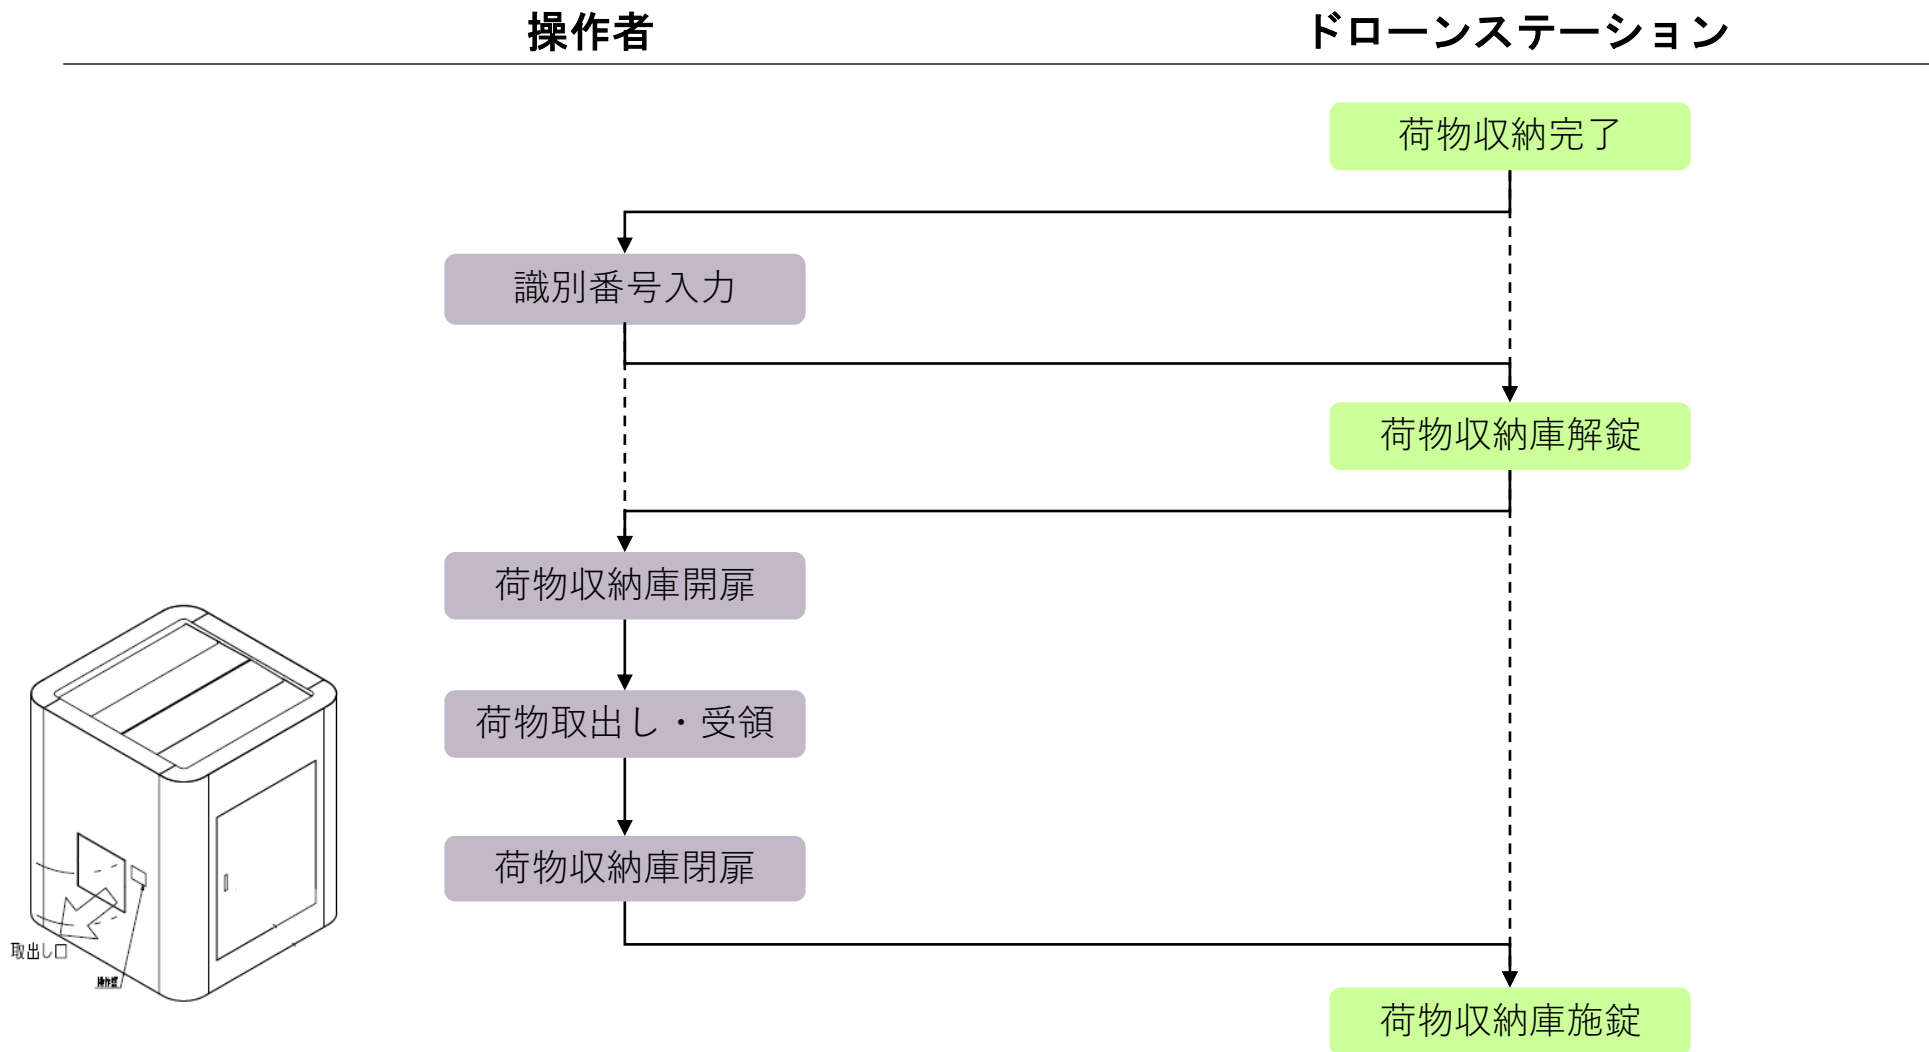 操作者
ドローンステーション
荷物収納完了
識別番号入力
荷物収納庫解錠
荷物収納庫開扉
荷物取出し・受領
荷物収納庫閉扉
取出し口
荷物収納庫施錠